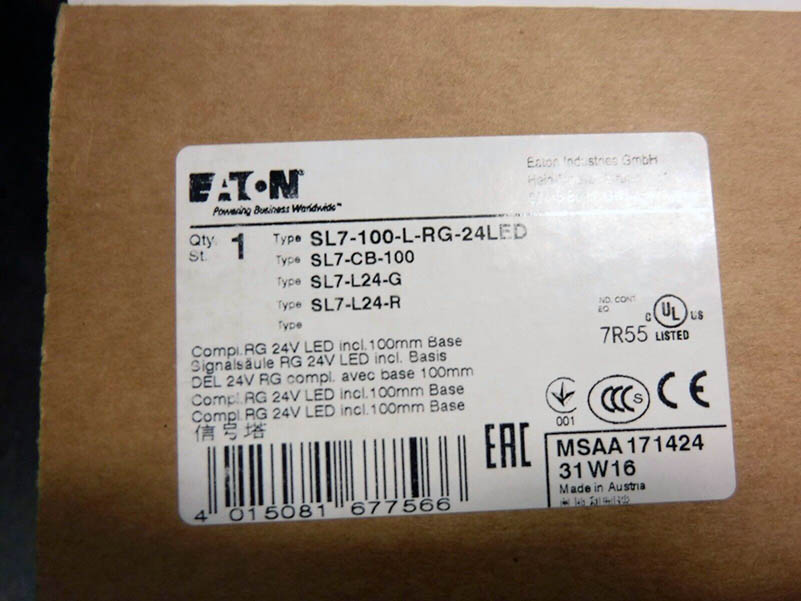 EATON
Powering Business Worldwide™
Eaton Industries GmbH
Qty. St. 1
Type SL7-100-L-RG-24LED
Type SL7-CB-100
Type SL7-L24-G
Type SL7-L24-R
Type
IND. CONT. EQ.
7R55
C UL US
LISTED
Compl.RG 24V LED incl.100mm Base
Signalsäule RG 24V LED incl. Basis
DEL 24V RG compl. avec base 100mm
Compl.RG 24V LED incl.100mm Base
Compl.RG 24V LED incl.100mm Base
信号塔
001
CCC S
CE
EAC
MSAA171424
31W16
Made in Austria
4 015081 677566